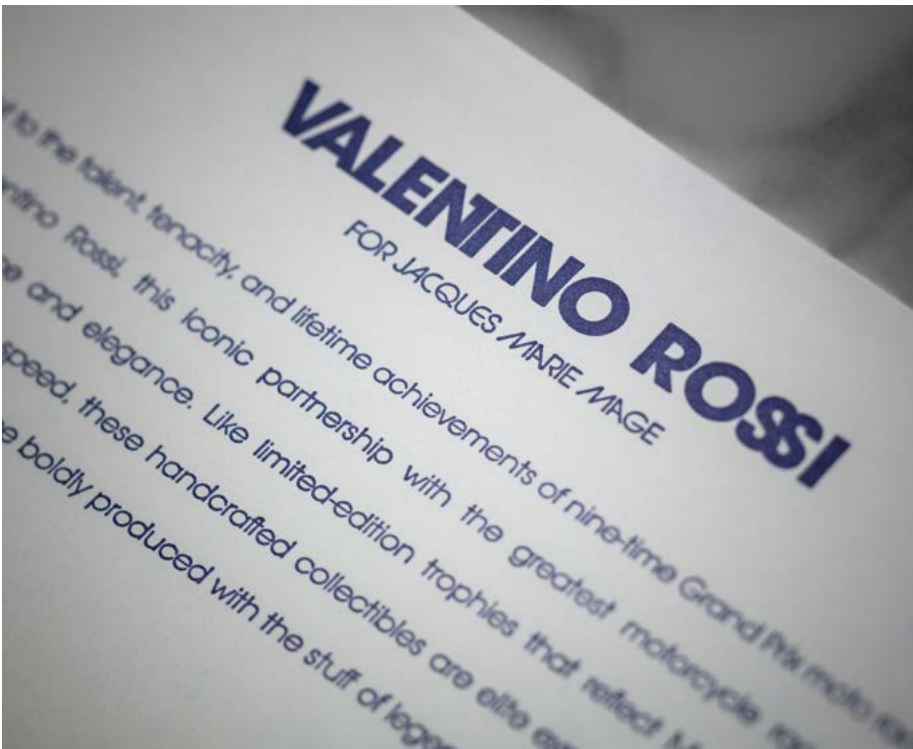 VALENTINO ROSSI
FOR JACQUES MARIE MAGE
to the talent, tenacity, and lifetime achievements of nine-time Grand Prix moto
Rossi, this iconic partnership with the greatest motorcycle
and elegance. Like limited-edition trophies that reflect
speed, these handcrafted collectibles are elite
boldly produced with the stuff of